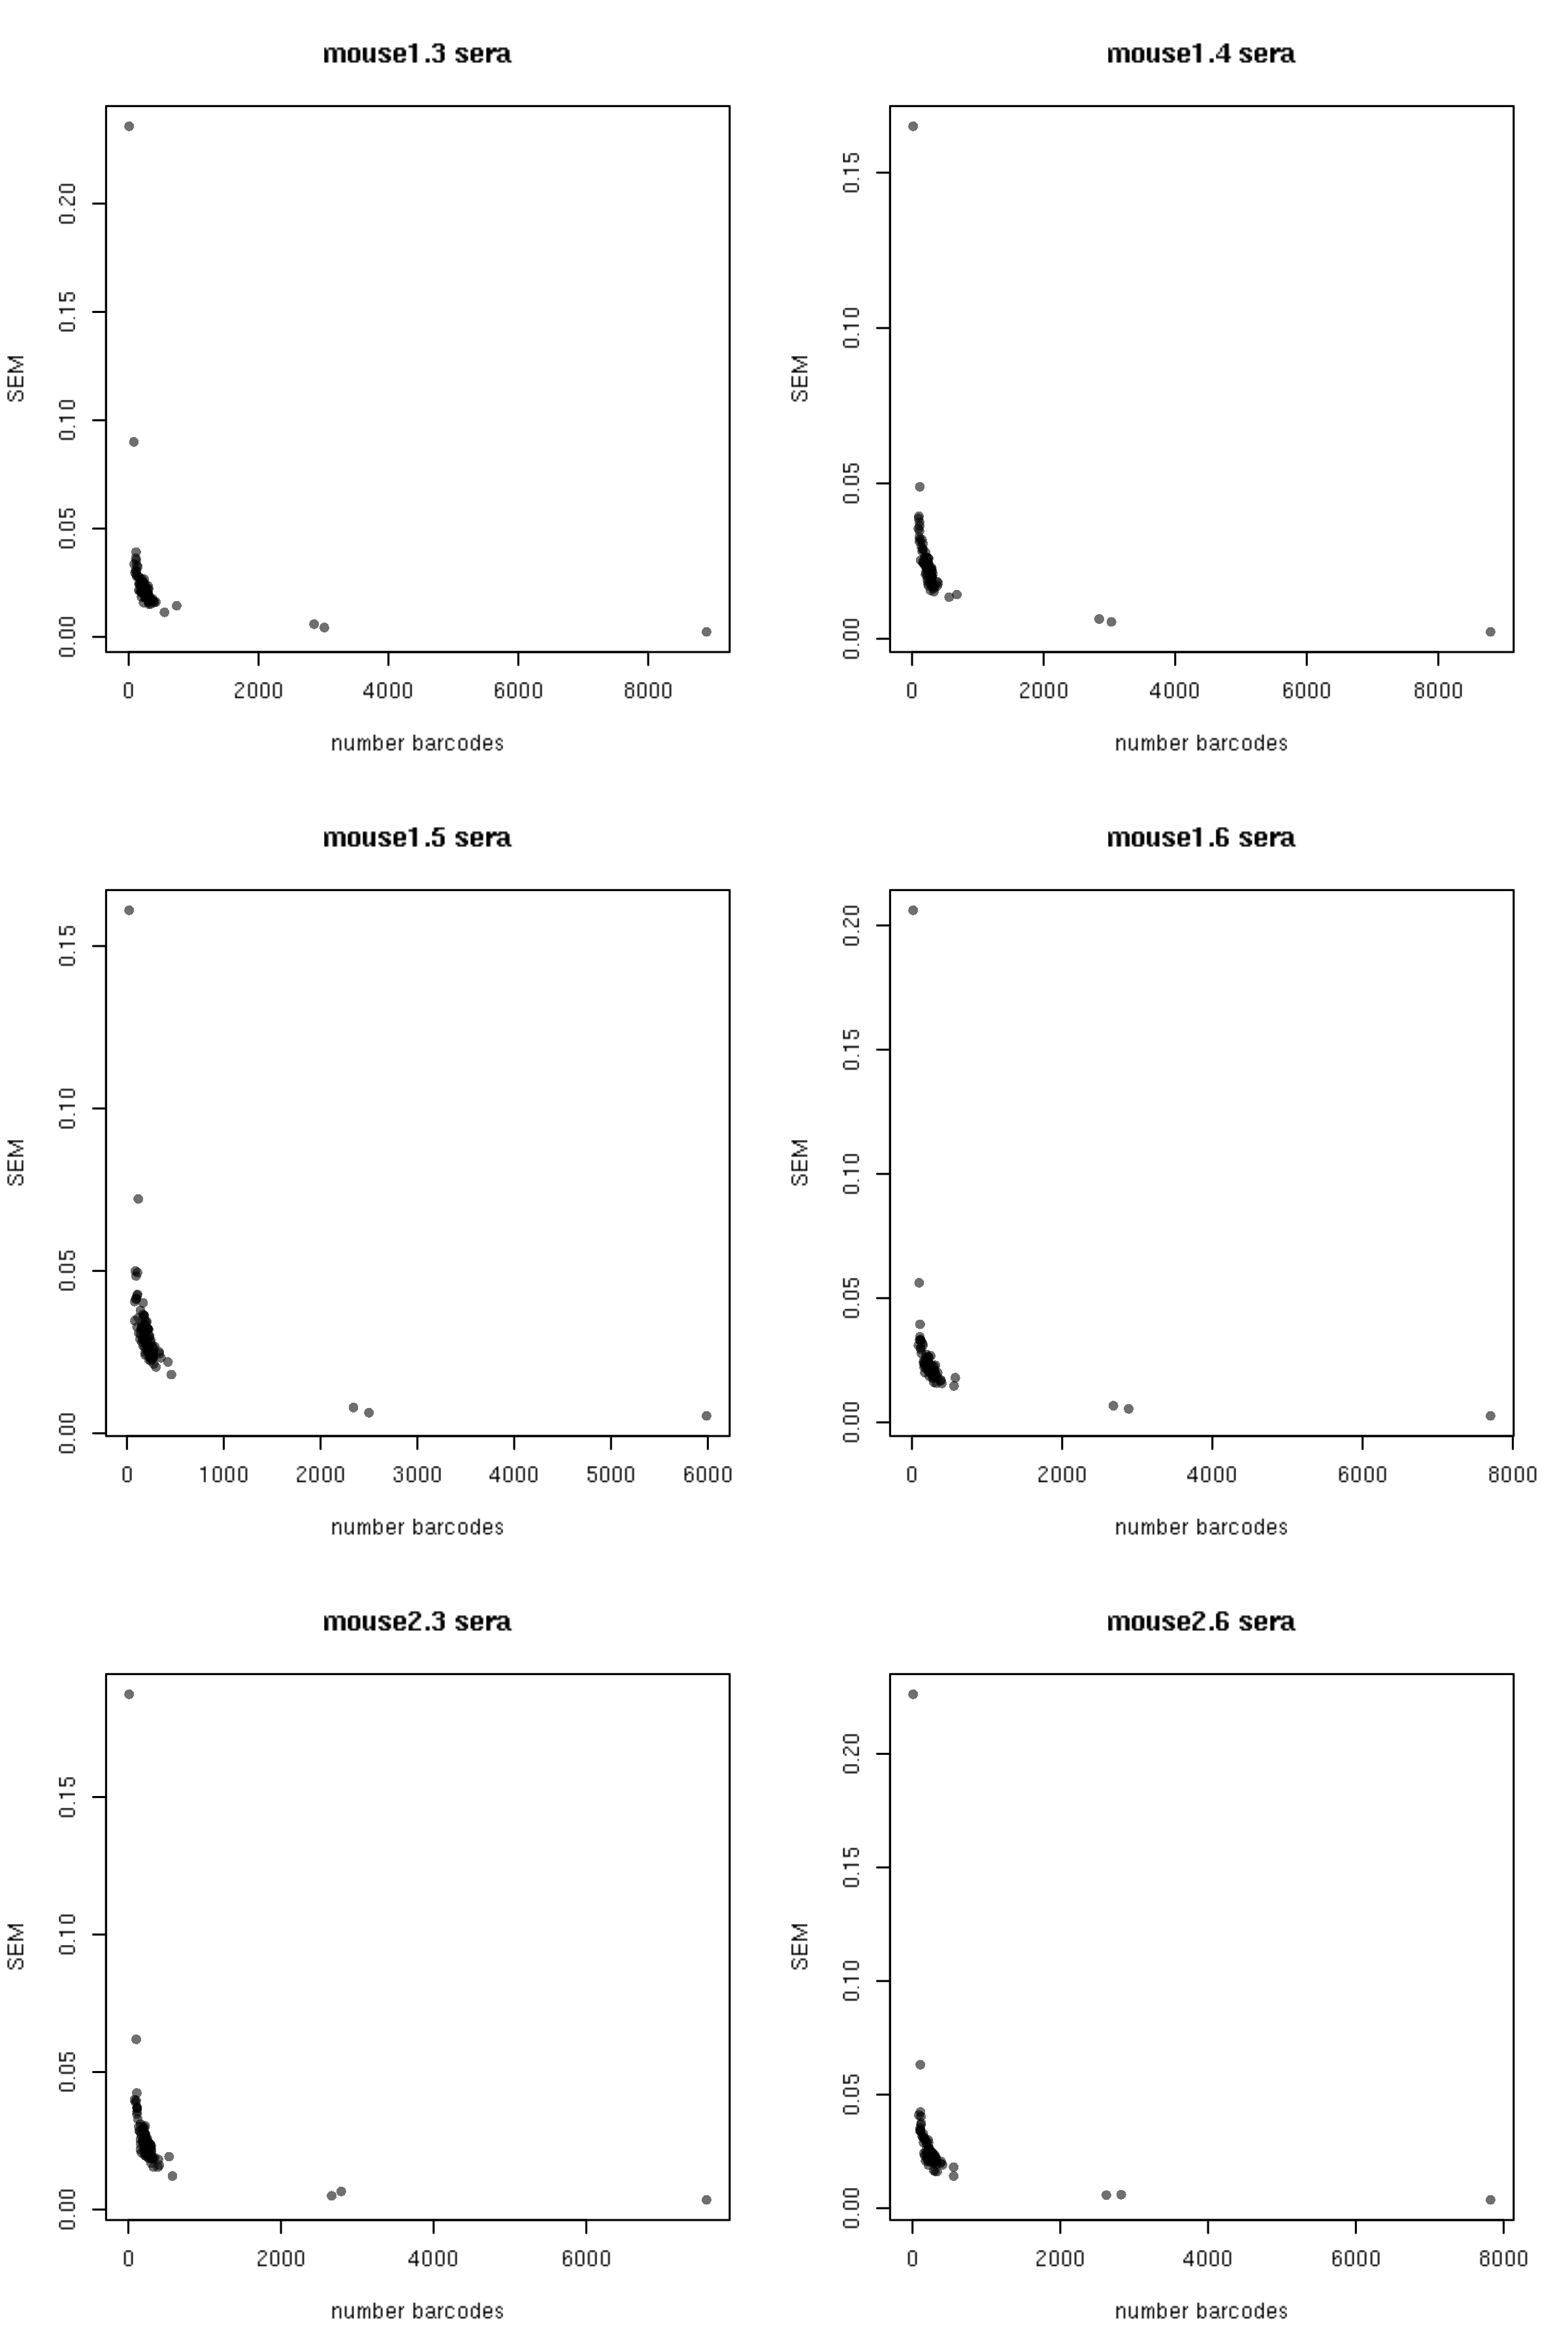 mouse1.3 sera
SEM
0.00 0.05 0.10 0.15 0.20
0 2000 4000 6000 8000
number barcodes
mouse1.4 sera
SEM
0.00 0.05 0.10 0.15
0 2000 4000 6000 8000
number barcodes
mouse1.5 sera
SEM
0.00 0.05 0.10 0.15
0 1000 2000 3000 4000 5000 6000
number barcodes
mouse1.6 sera
SEM
0.00 0.05 0.10 0.15 0.20
0 2000 4000 6000 8000
number barcodes
mouse2.3 sera
SEM
0.00 0.05 0.10 0.15
0 2000 4000 6000
number barcodes
mouse2.6 sera
SEM
0.00 0.05 0.10 0.15 0.20
0 2000 4000 6000 8000
number barcodes